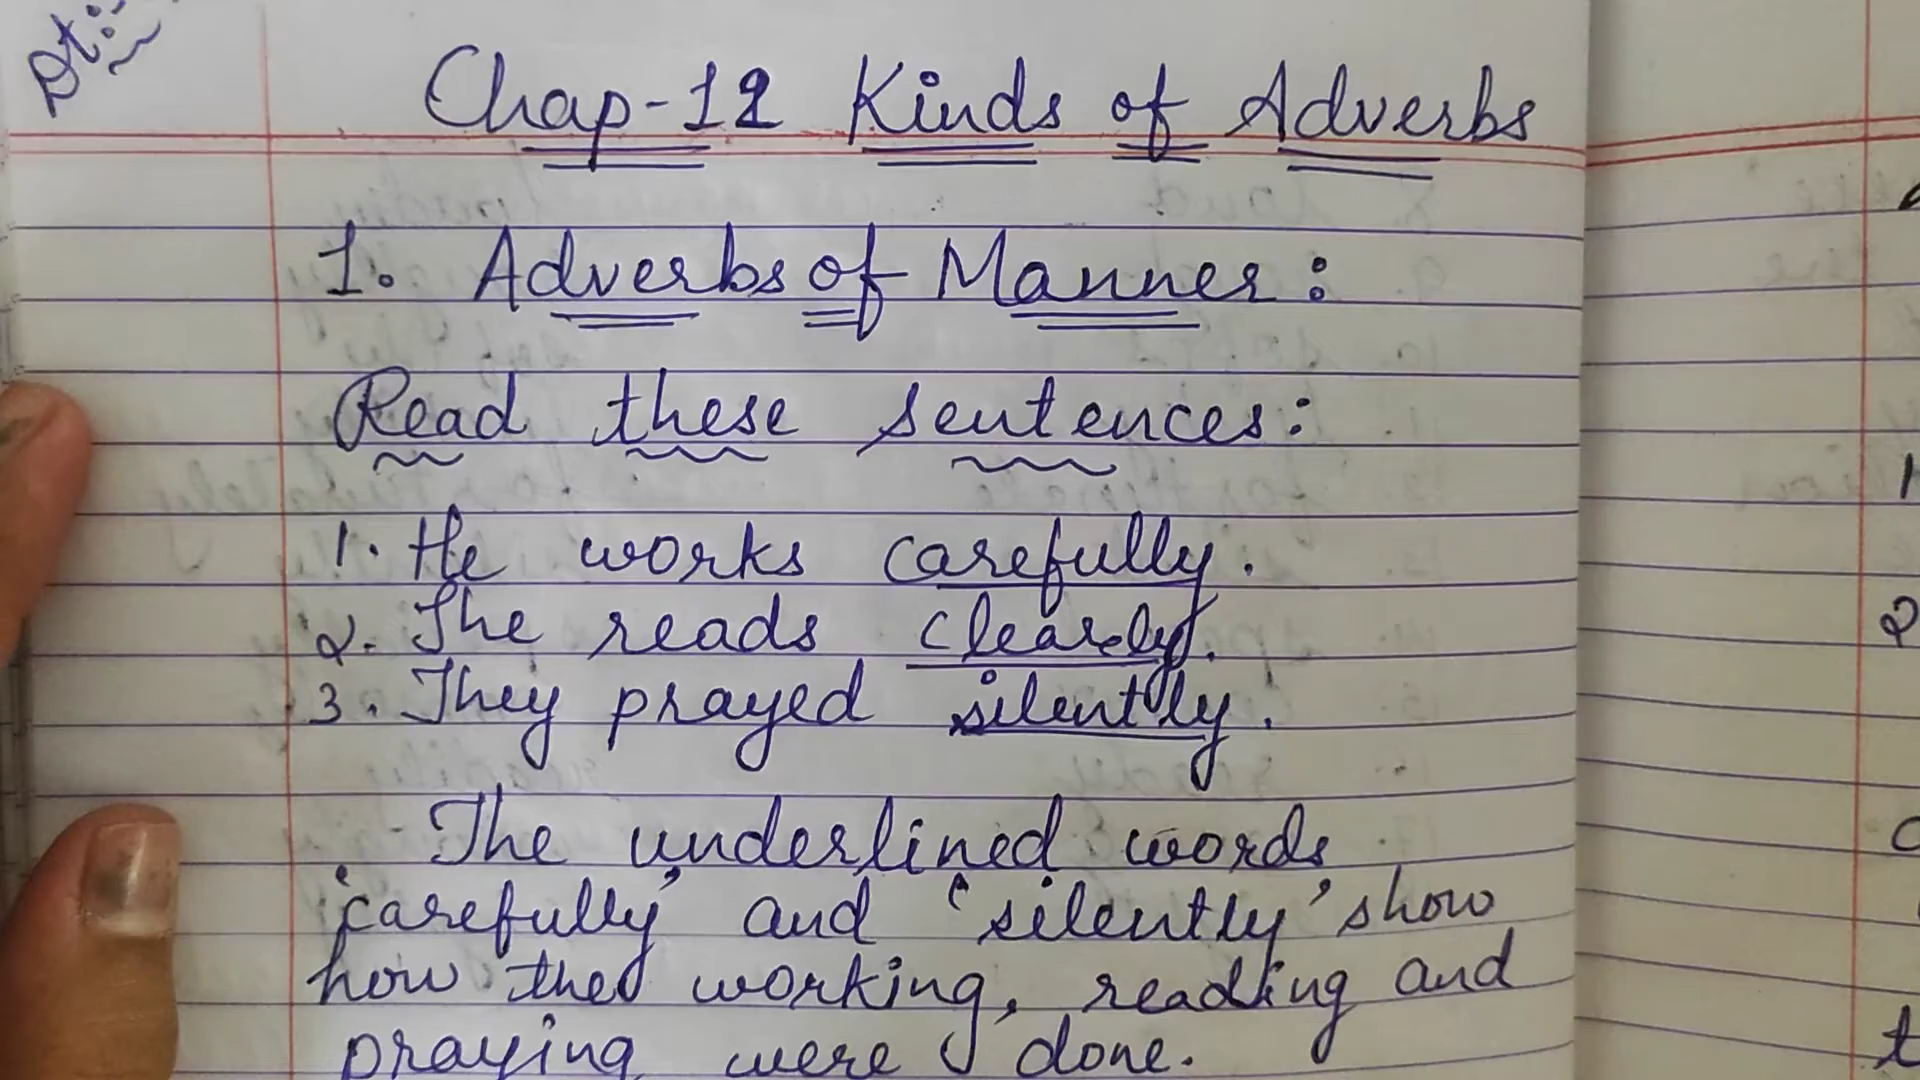 Dt:
Chap-12 Kinds of Adverbs
1. Adverbs of Manner:
Read these sentences:
1. He works carefully.
2. She reads clearly.
3. They prayed silently.
The underlined words
'carefully' and 'silently' show
how the working, reading and
praying were done.